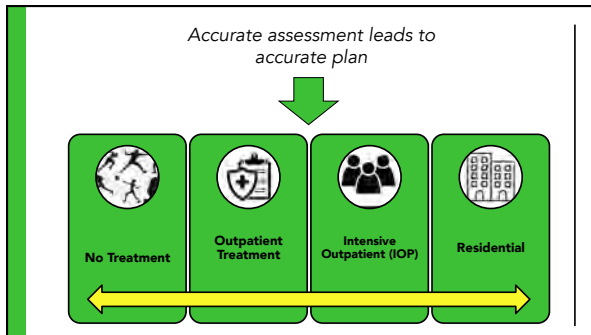 Accurate assessment leads to
accurate plan
No Treatment
Outpatient
Treatment
Intensive
Outpatient (IOP)
Residential